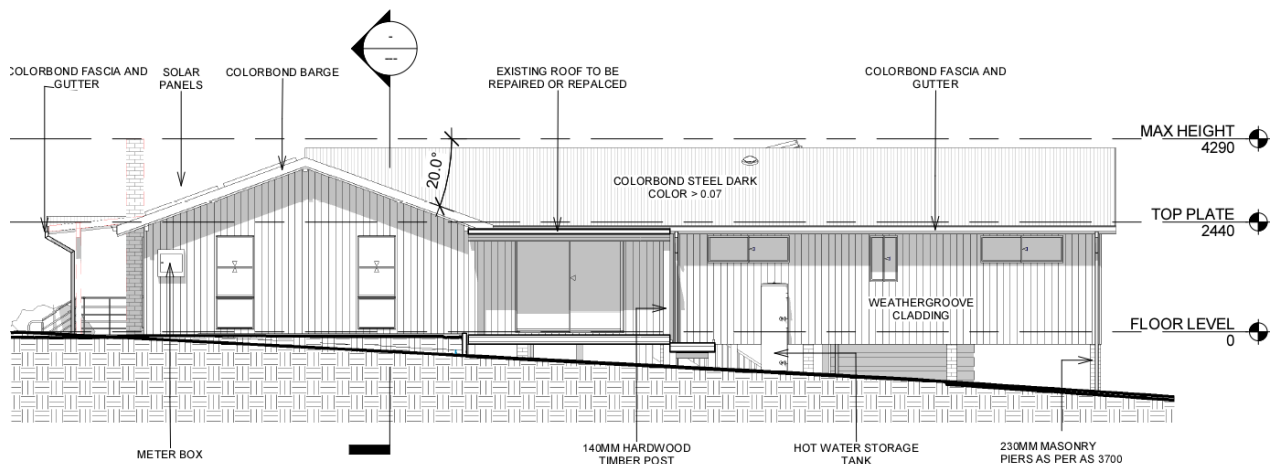 COLORBOND FASCIA AND
GUTTER
SOLAR
PANELS
COLORBOND BARGE
-
---
EXISTING ROOF TO BE
REPAIRED OR REPALCED
COLORBOND FASCIA AND
GUTTER
MAX HEIGHT
4290
20.0°
COLORBOND STEEL DARK
COLOR > 0.07
TOP PLATE
2440
WEATHERGROOVE
CLADDING
FLOOR LEVEL
0
METER BOX
140MM HARDWOOD
TIMBER POST
HOT WATER STORAGE
TANK
230MM MASONRY
PIERS AS PER AS 3700